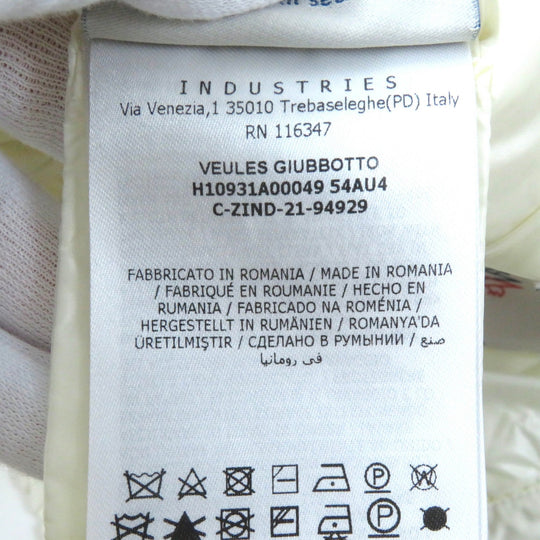 INDUSTRIES
Via Venezia,1 35010 Trebaseleghe(PD) Italy
RN 116347
VEULES GIUBBOTTO
H10931A00049 54AU4
C-ZIND-21-94929
FABBRICATO IN ROMANIA / MADE IN ROMANIA
/ FABRIQUÉ EN ROUMANIE / HECHO EN
RUMANIA / FABRICADO NA ROMÉNIA /
HERGESTELLT IN RUMÄNIEN / ROMANYA'DA
ÜRETILMIŞTIR / СДЕЛАНО В РУМЫНИИ / صنع
في رومانيا
P
W
P